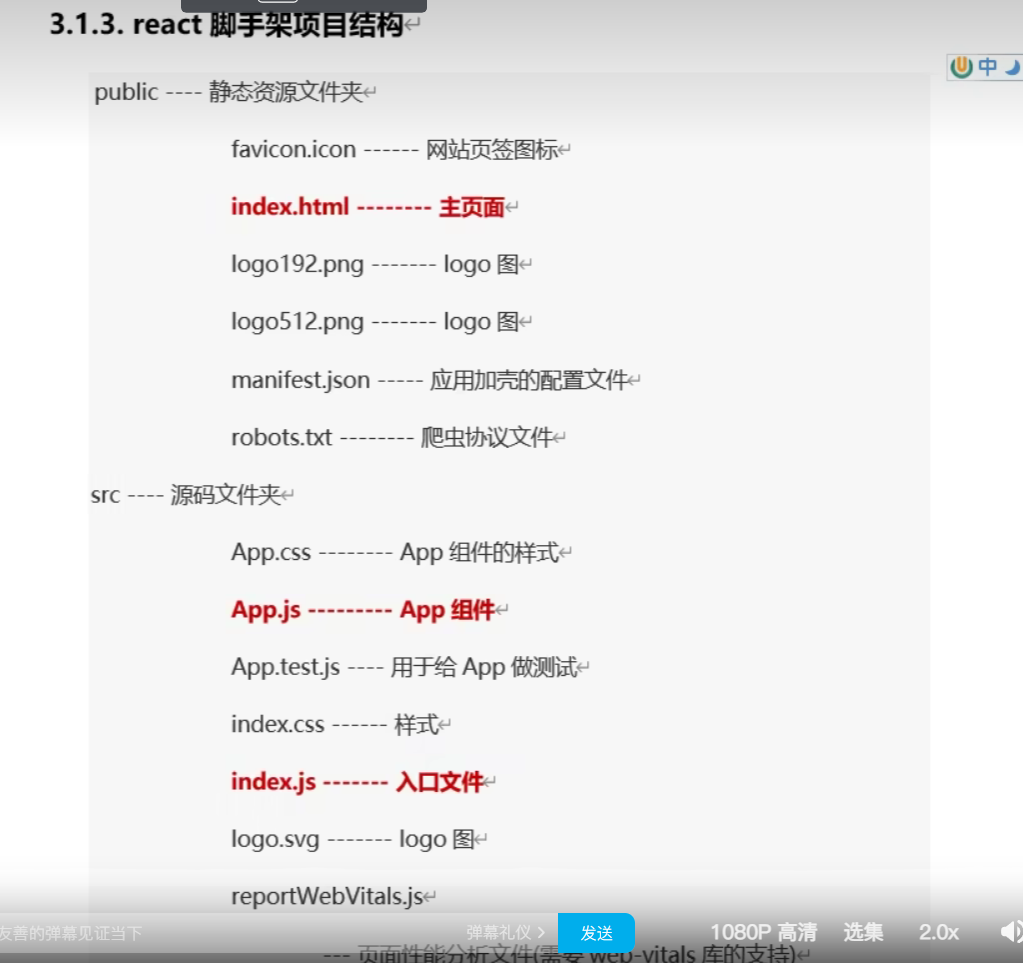 3.1.3. react 脚手架项目结构↵
中
public ---- 静态资源文件夹↵
favicon.icon ------ 网站页签图标↵
index.html -------- 主页面↵
logo192.png ------- logo 图↵
logo512.png ------- logo 图↵
manifest.json ----- 应用加壳的配置文件↵
robots.txt -------- 爬虫协议文件↵
src ---- 源码文件夹↵
App.css -------- App 组件的样式↵
App.js --------- App 组件↵
App.test.js ---- 用于给 App 做测试↵
index.css ------ 样式↵
index.js ------- 入口文件↵
logo.svg ------- logo 图↵
reportWebVitals.js↵
友善的弹幕见证当下 弹幕礼仪 > 发送 1080P 高清 选集 2.0x
--- 页面性能分析文件(需要 web-vitals 库的支持)↵